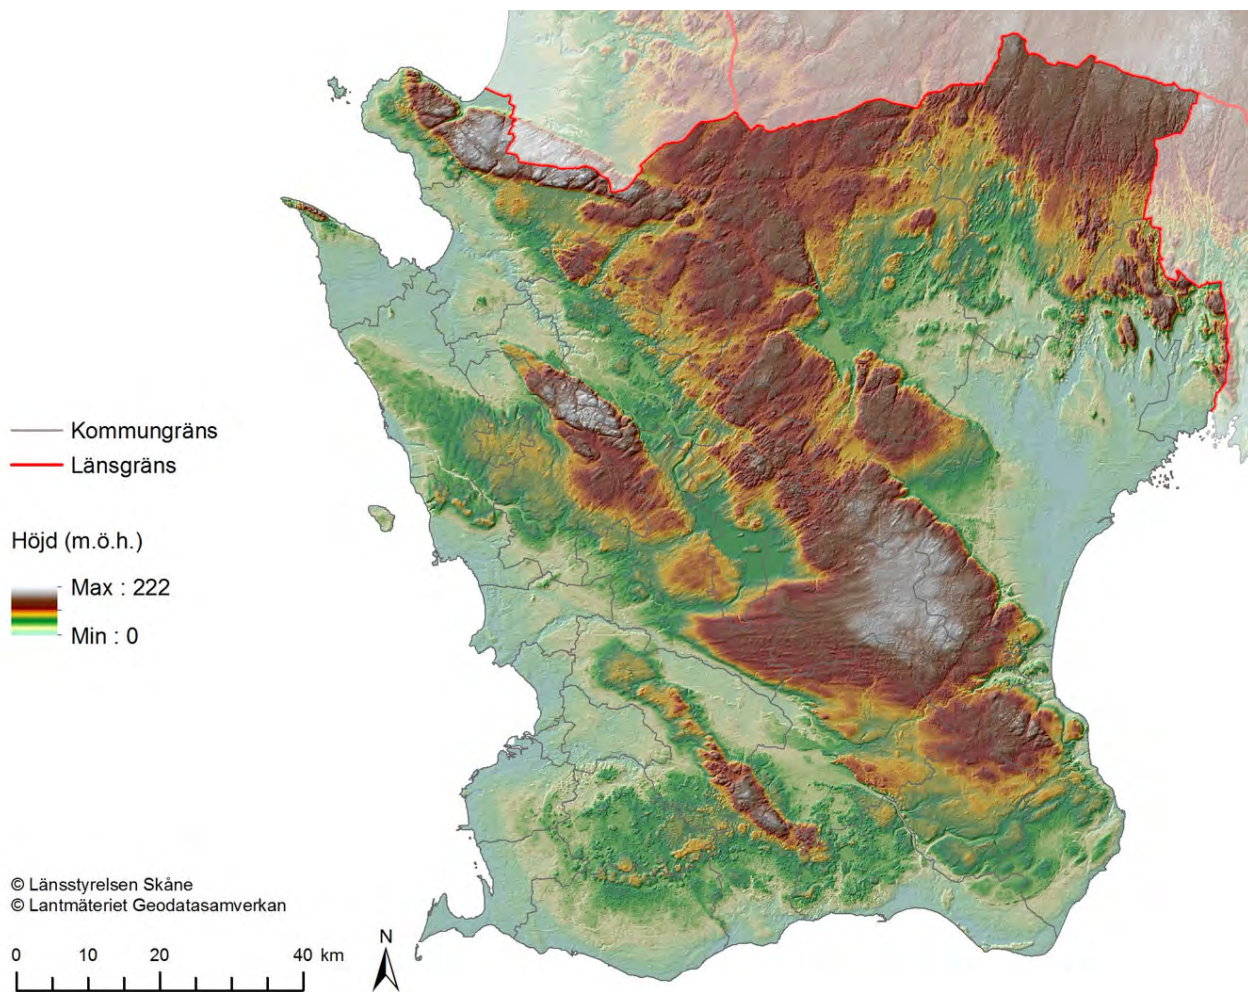 Kommungräns
Länsgräns
Höjd (m.ö.h.)
Max : 222
Min : 0
© Länsstyrelsen Skåne
© Lantmäteriet Geodatasamverkan
0 10 20 40 km
N